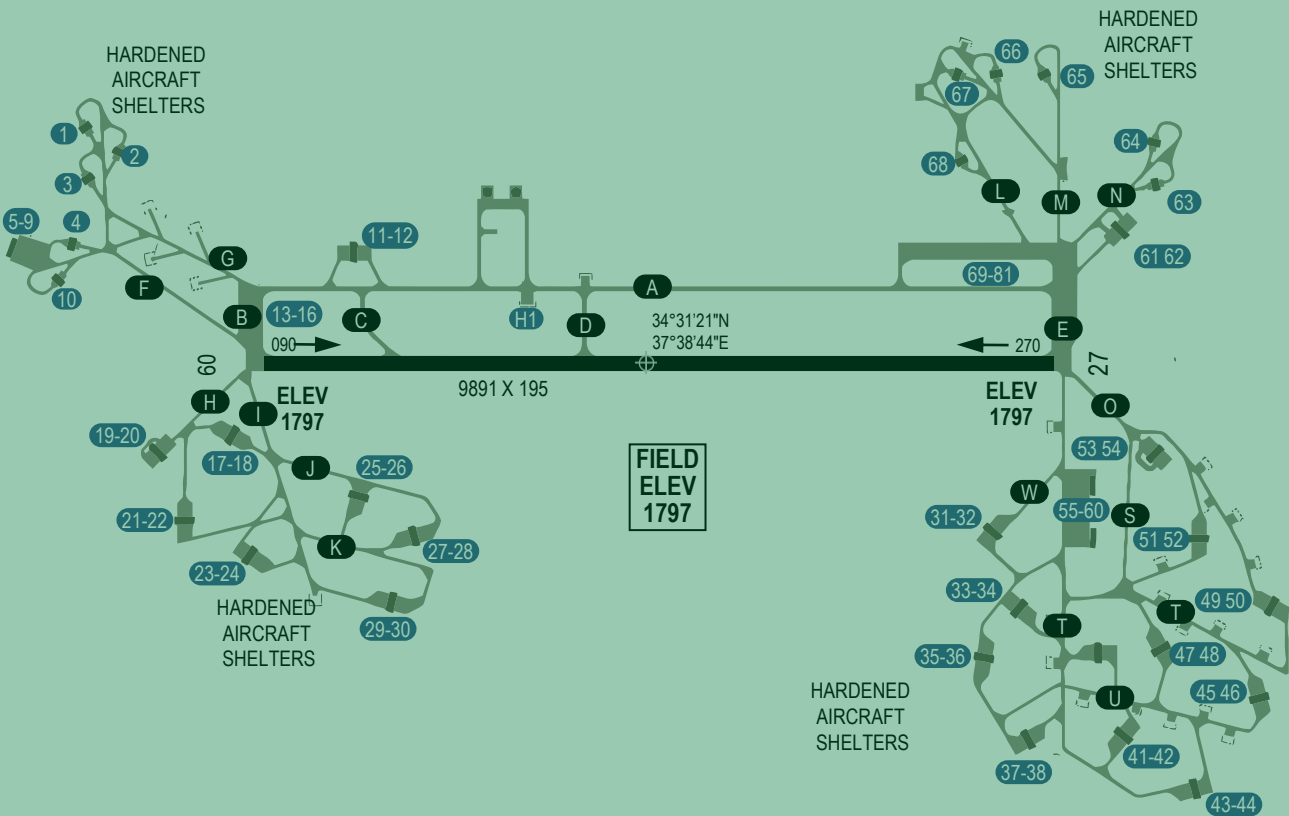 HARDENED
AIRCRAFT
SHELTERS
HARDENED
AIRCRAFT
SHELTERS
1
2
3
4
5-9
10
G
F
B
13-16
11-12
C
H1
D
A
34°31'21"N
37°38'44"E
66
65
67
68
64
63
L
M
N
61 62
69-81
E
090
270
09
27
ELEV
1797
9891 X 195
ELEV
1797
FIELD
ELEV
1797
H
I
19-20
17-18
J
25-26
21-22
K
27-28
23-24
29-30
HARDENED
AIRCRAFT
SHELTERS
O
53 54
W
55-60
S
31-32
51 52
33-34
T
T
49 50
35-36
47 48
U
45 46
37-38
41-42
43-44
HARDENED
AIRCRAFT
SHELTERS